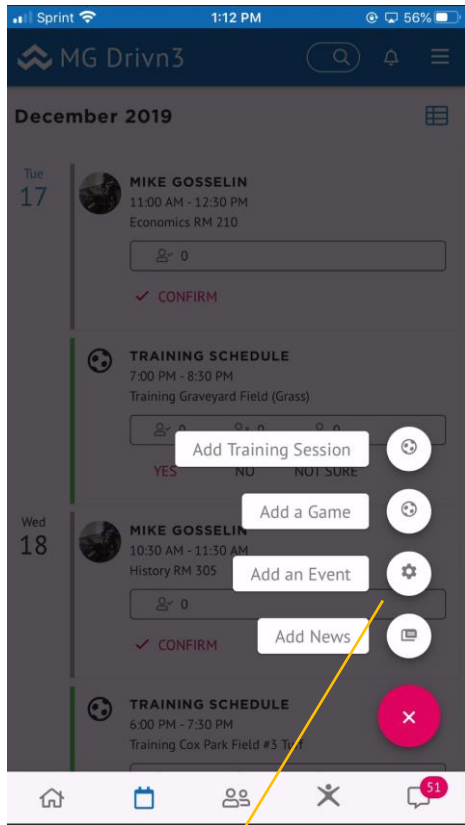 Sprint 1:12 PM 56%
MG Drivn3
December 2019
Tue
17
MIKE GOSSELIN
11:00 AM - 12:30 PM
Economics RM 210
0
CONFIRM
TRAINING SCHEDULE
7:00 PM - 8:30 PM
Training Graveyard Field (Grass)
0 0 0
Add Training Session
YES NO NOT SURE
Add a Game
Wed
18
MIKE GOSSELIN
10:30 AM - 11:30 AM
History RM 305
Add an Event
0
CONFIRM
Add News
TRAINING SCHEDULE
6:00 PM - 7:30 PM
Training Cox Park Field #3 Turf
51